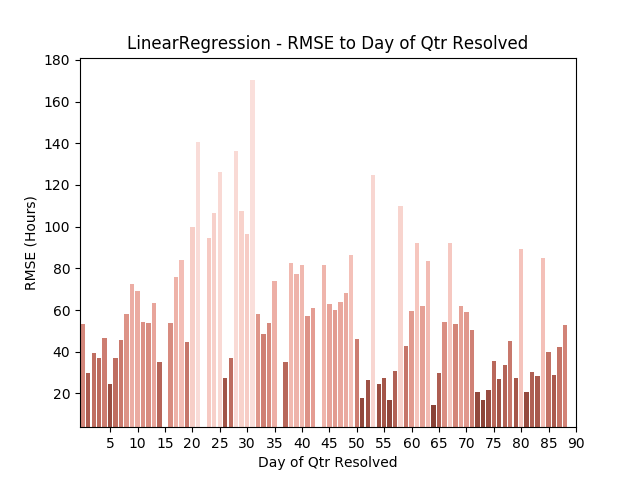 LinearRegression - RMSE to Day of Qtr Resolved
180
160
140
120
100
80
60
40
20
RMSE (Hours)
5 10 15 20 25 30 35 40 45 50 55 60 65 70 75 80 85 90
Day of Qtr Resolved